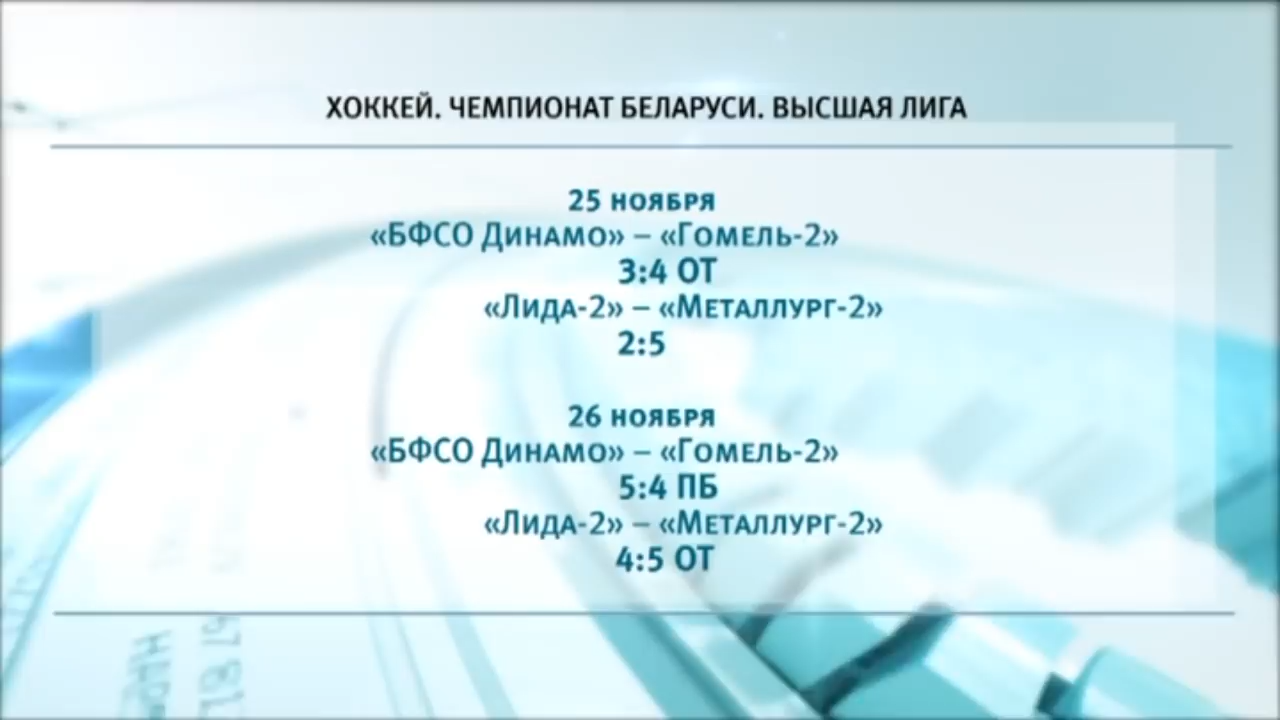 ХОККЕЙ. ЧЕМПИОНАТ БЕЛАРУСИ. ВЫСШАЯ ЛИГА
25 НОЯБРЯ
«БФСО ДИНАМО» – «ГОМЕЛЬ-2»
3:4 ОТ
«ЛИДА-2» – «МЕТАЛЛУРГ-2»
2:5
26 НОЯБРЯ
«БФСО ДИНАМО» – «ГОМЕЛЬ-2»
5:4 ПБ
«ЛИДА-2» – «МЕТАЛЛУРГ-2»
4:5 ОТ